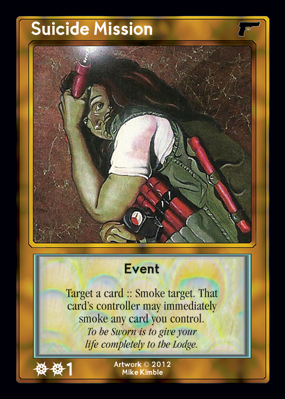 Suicide Mission
Event
Target a card :: Smoke target. That
card's controller may immediately
smoke any card you control.
To be Sworn is to give your
life completely to the Lodge.
1
Artwork © 2012
Mike Kimble